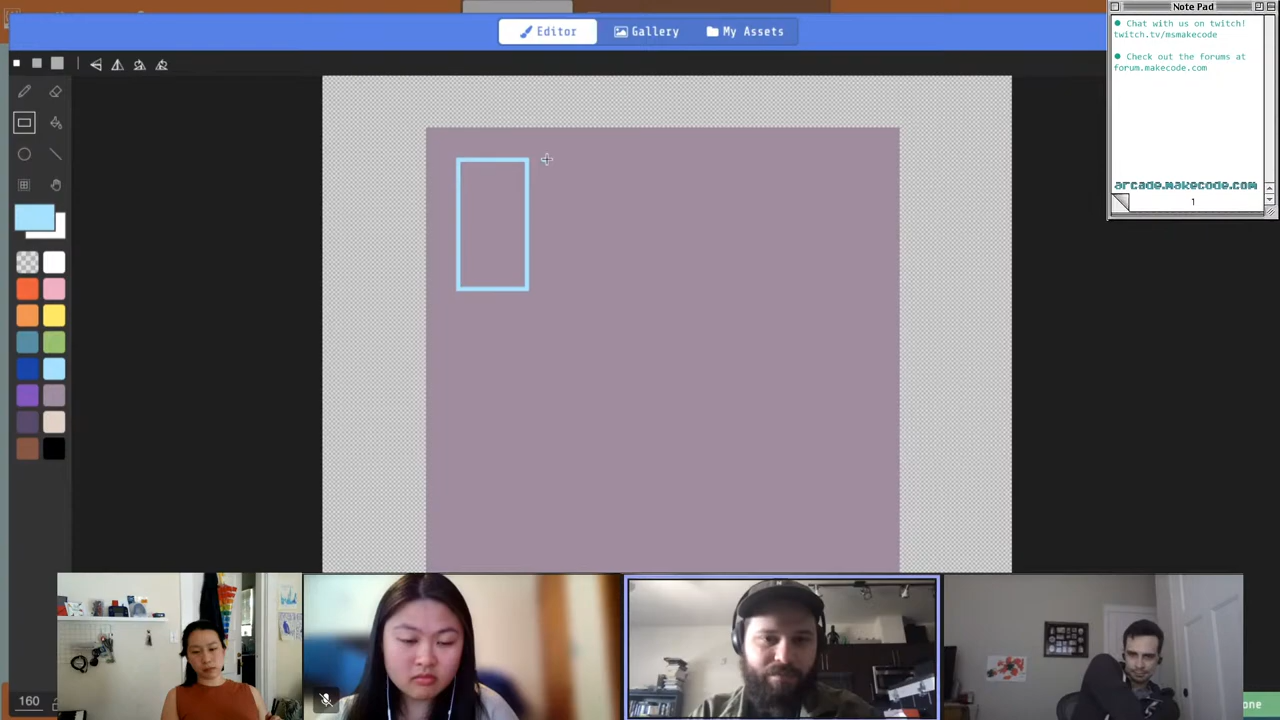 Editor
Gallery
My Assets
Note Pad
● Chat with us on twitch!
twitch.tv/msmakecode
● Check out the forums at
forum.makecode.com
arcade.makecode.com
1
160
one